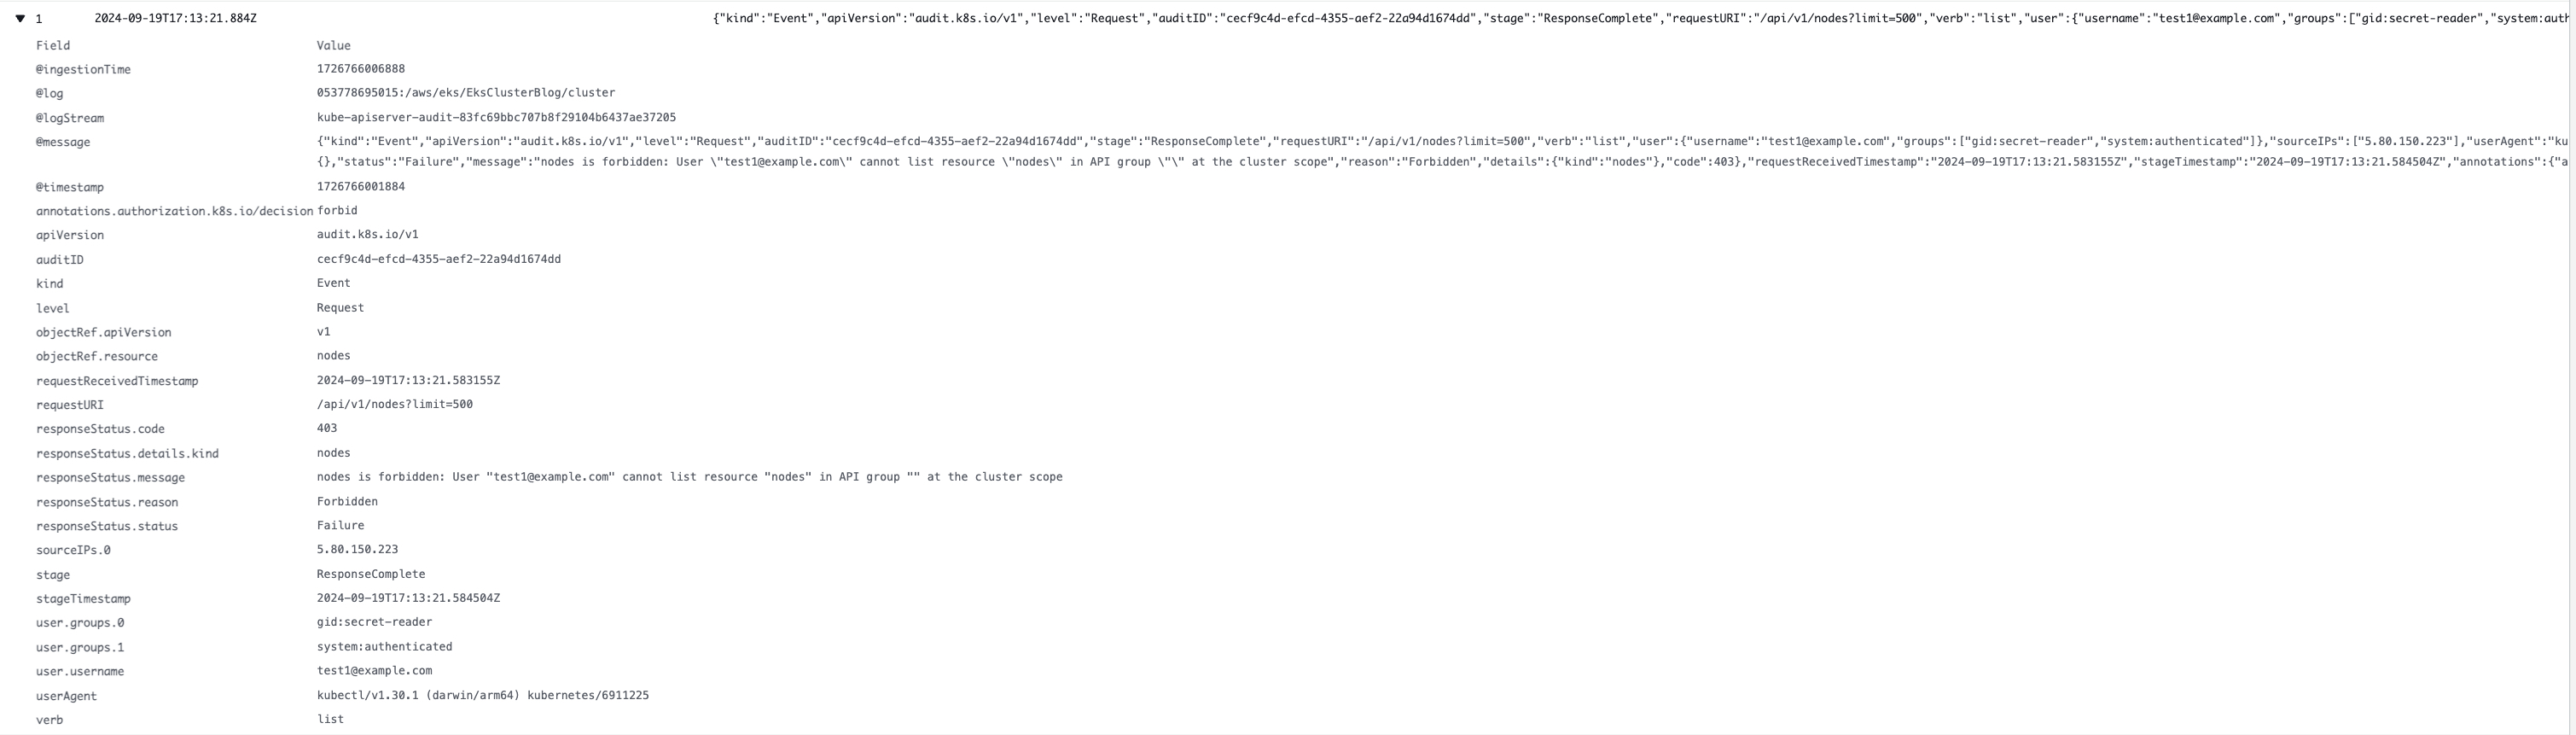 1 2024-09-19T17:13:21.884Z {"kind":"Event","apiVersion":"audit.k8s.io/v1","level":"Request","auditID":"cecf9c4d-efcd-4355-aef2-22a94d1674dd","stage":"ResponseComplete","requestURI":"/api/v1/nodes?limit=500","verb":"list","user":{"username":"test1@example.com","groups":["gid:secret-reader","system:auth
Field Value
@ingestionTime 1726766006888
@log 053778695015:/aws/eks/EksClusterBlog/cluster
@logStream kube-apiserver-audit-83fc69bbc707b8f29104b6437ae37205
@message {"kind":"Event","apiVersion":"audit.k8s.io/v1","level":"Request","auditID":"cecf9c4d-efcd-4355-aef2-22a94d1674dd","stage":"ResponseComplete","requestURI":"/api/v1/nodes?limit=500","verb":"list","user":{"username":"test1@example.com","groups":["gid:secret-reader","system:authenticated"]},"sourceIPs":["5.80.150.223"],"userAgent":"ku
{},"status":"Failure","message":"nodes is forbidden: User \"test1@example.com\" cannot list resource \"nodes\" in API group \"\" at the cluster scope","reason":"Forbidden","details":{"kind":"nodes"},"code":403},"requestReceivedTimestamp":"2024-09-19T17:13:21.583155Z","stageTimestamp":"2024-09-19T17:13:21.584504Z","annotations":{"a
@timestamp 1726766001884
annotations.authorization.k8s.io/decision forbid
apiVersion audit.k8s.io/v1
auditID cecf9c4d-efcd-4355-aef2-22a94d1674dd
kind Event
level Request
objectRef.apiVersion v1
objectRef.resource nodes
requestReceivedTimestamp 2024-09-19T17:13:21.583155Z
requestURI /api/v1/nodes?limit=500
responseStatus.code 403
responseStatus.details.kind nodes
responseStatus.message nodes is forbidden: User "test1@example.com" cannot list resource "nodes" in API group "" at the cluster scope
responseStatus.reason Forbidden
responseStatus.status Failure
sourceIPs.0 5.80.150.223
stage ResponseComplete
stageTimestamp 2024-09-19T17:13:21.584504Z
user.groups.0 gid:secret-reader
user.groups.1 system:authenticated
user.username test1@example.com
userAgent kubectl/v1.30.1 (darwin/arm64) kubernetes/6911225
verb list